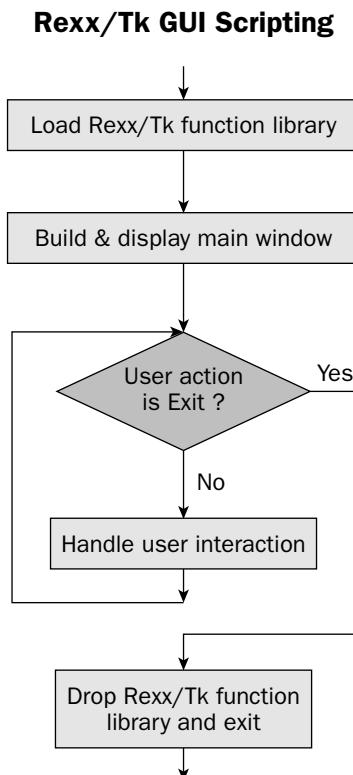 Rexx/Tk GUI Scripting
Load Rexx/Tk function library
Build & display main window
User action
is Exit ?
Yes
No
Handle user interaction
Drop Rexx/Tk function
library and exit